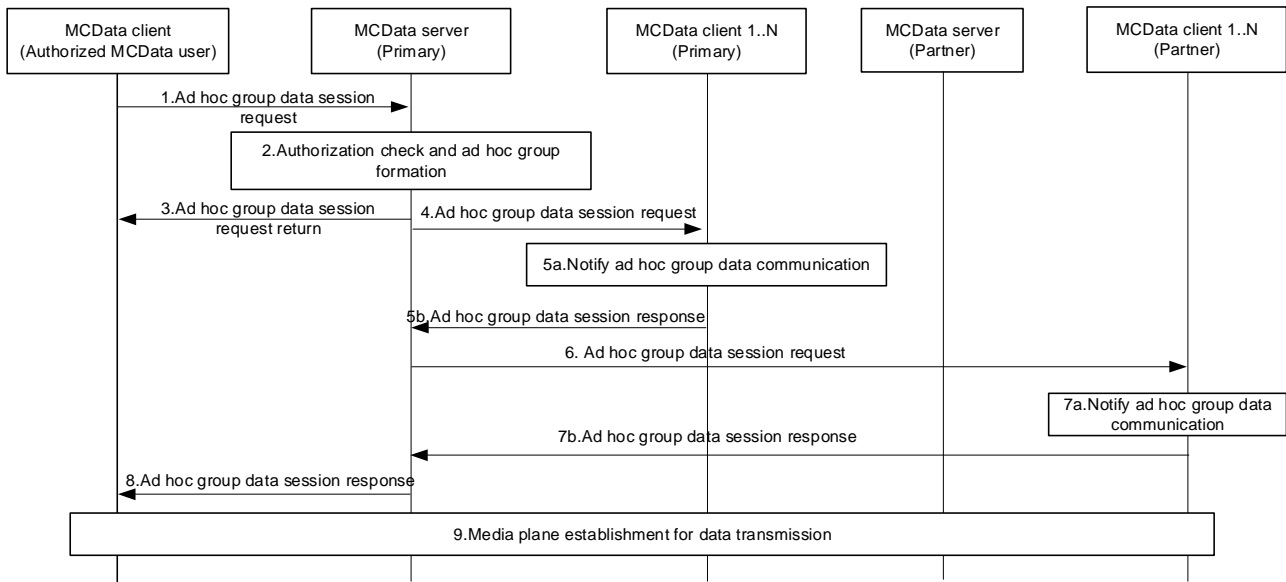 MCData client
(Authorized MCData user)
MCData server
(Primary)
MCData client 1..N
(Primary)
MCData server
(Partner)
MCData client 1..N
(Partner)
1.Ad hoc group data session
request
2.Authorization check and ad hoc group
formation
3.Ad hoc group data session
request return
4.Ad hoc group data session request
5a.Notify ad hoc group data communication
5b.Ad hoc group data session response
6. Ad hoc group data session request
7a.Notify ad hoc group data
communication
7b.Ad hoc group data session response
8.Ad hoc group data session response
9.Media plane establishment for data transmission